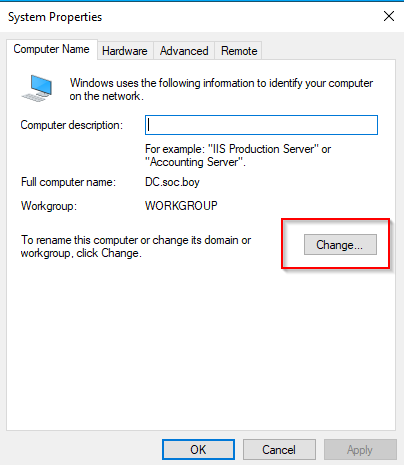 System Properties
Computer Name Hardware Advanced Remote
Windows uses the following information to identify your computer
on the network.
Computer description:
For example: "IIS Production Server" or
"Accounting Server".
Full computer name: DC.soc.boy
Workgroup: WORKGROUP
To rename this computer or change its domain or
workgroup, click Change.
Change...
OK Cancel Apply